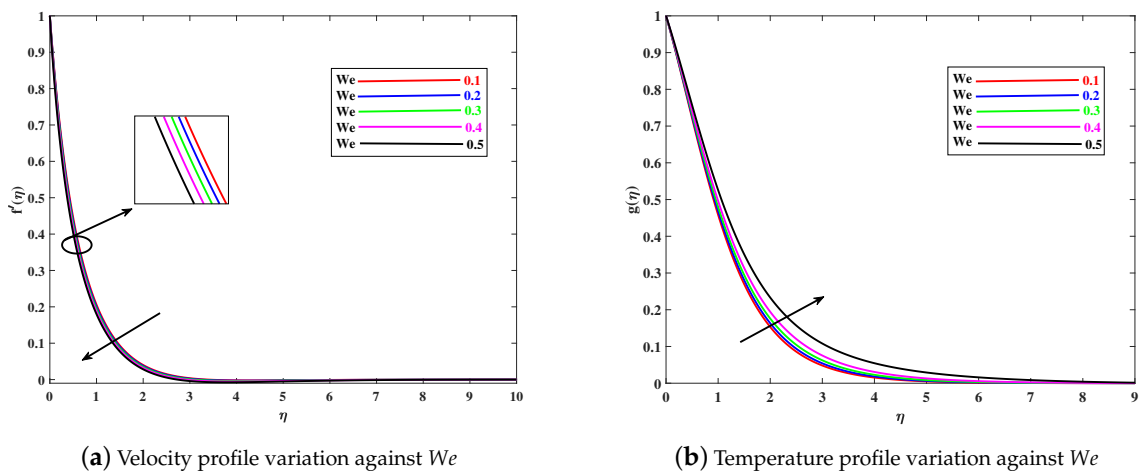 1
0.9
0.8
0.7
0.6
0.5
0.4
0.3
0.2
0.1
0
f′(η)
We 0.1
We 0.2
We 0.3
We 0.4
We 0.5
0 1 2 3 4 5 6 7 8 9 10
η
(a) Velocity profile variation against We
1
0.9
0.8
0.7
0.6
0.5
0.4
0.3
0.2
0.1
0
g(η)
We 0.1
We 0.2
We 0.3
We 0.4
We 0.5
0 1 2 3 4 5 6 7 8 9
η
(b) Temperature profile variation against We